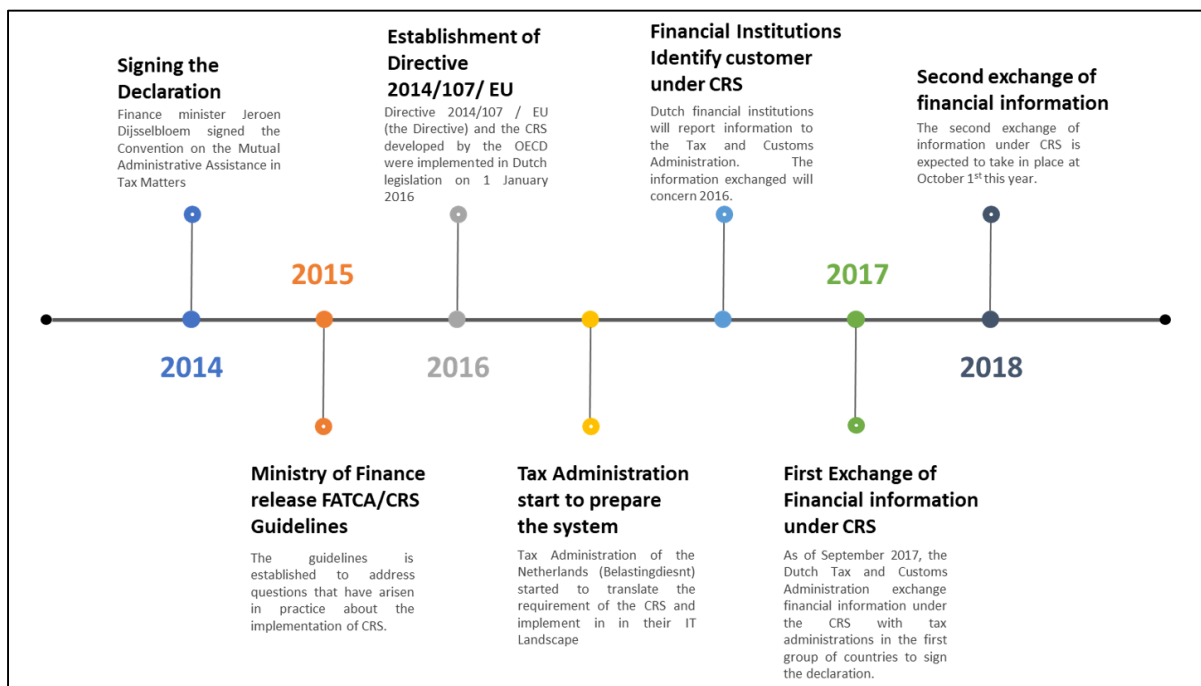 Signing the
Declaration
Finance minister Jeroen
Dijsselbloem signed the
Convention on the Mutual
Administrative Assistance in
Tax Matters
Establishment of
Directive
2014/107/ EU
Directive 2014/107 / EU
(the Directive) and the CRS
developed by the OECD
were implemented in Dutch
legislation on 1 January
2016
Financial Institutions
Identify customer
under CRS
Dutch financial institutions
will report information to
the Tax and Customs
Administration. The
information exchanged will
concern 2016.
Second exchange of
financial information
The second exchange of
information under CRS is
expected to take in place at
October 1st this year.
2015
2017
2014
2016
2018
Ministry of Finance
release FATCA/CRS
Guidelines
The guidelines is
established to address
questions that have arisen
in practice about the
implementation of CRS.
Tax Administration
start to prepare
the system
Tax Administration of the
Netherlands (Belastingdiesnt)
started to translate the
requirement of the CRS and
implement in in their IT
Landscape
First Exchange of
Financial information
under CRS
As of September 2017, the
Dutch Tax and Customs
Administration exchange
financial information under
the CRS with tax
administrations in the first
group of countries to sign
the declaration.